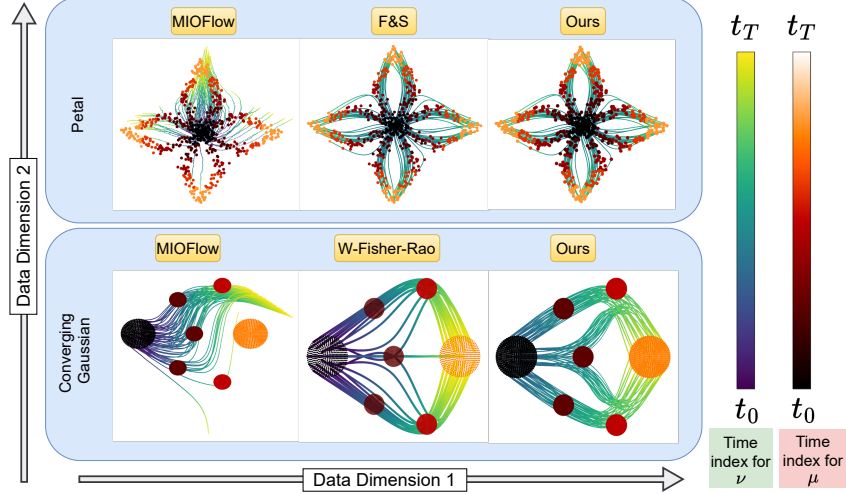 MIOFlow
F&S
Ours
Petal
Data Dimension 2
MIOFlow
W-Fisher-Rao
Ours
Converging
Gaussian
Data Dimension 1
t_T
t_T
t_0
t_0
Time
index for
ν
Time
index for
μ